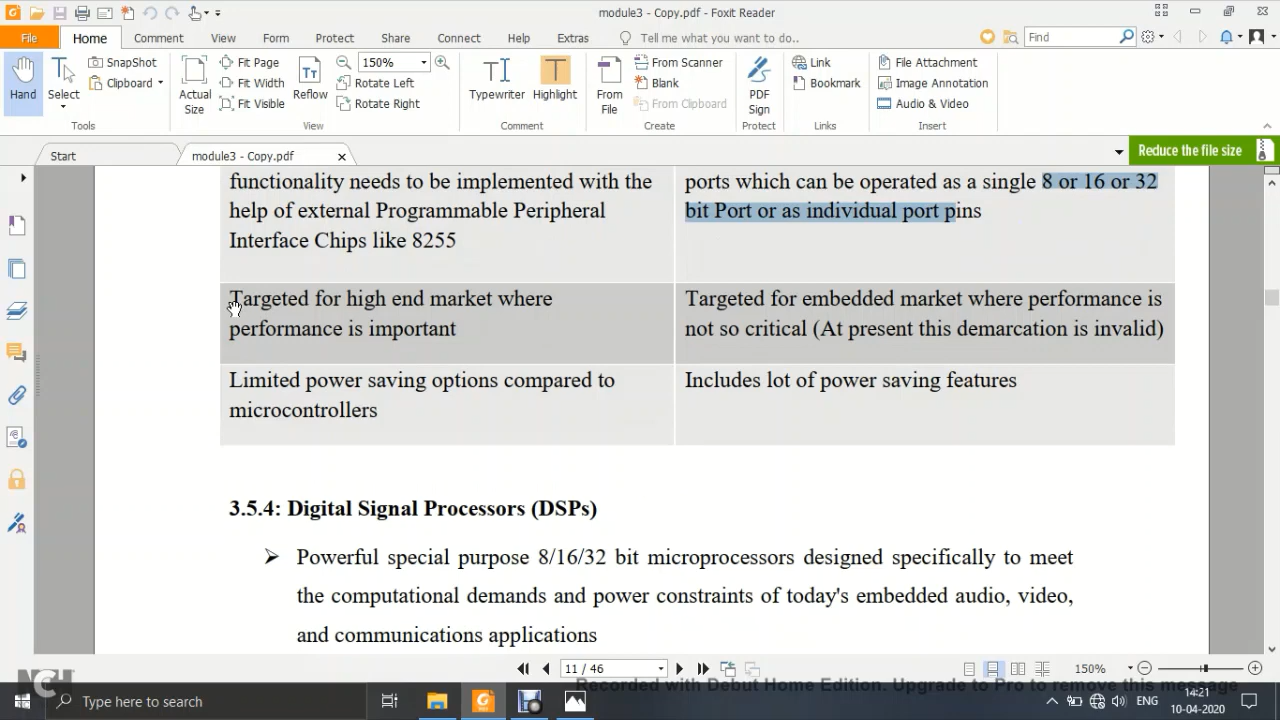 module3 - Copy.pdf - Foxit Reader
File Home Comment View Form Protect Share Connect Help Extras Tell me what you want to do.. Find
Hand
Select
SnapShot
Clipboard
Tools
Actual Size
Fit Page
Fit Width
Fit Visible
Reflow
150%
Rotate Left
Rotate Right
View
Typewriter
Highlight
Comment
From File
From Scanner
Blank
From Clipboard
Create
PDF Sign
Protect
Link
Bookmark
Links
File Attachment
Image Annotation
Audio & Video
Insert
Start
module3 - Copy.pdf
Reduce the file size
functionality needs to be implemented with the
help of external Programmable Peripheral
Interface Chips like 8255
ports which can be operated as a single 8 or 16 or 32
bit Port or as individual port pins
Targeted for high end market where
performance is important
Targeted for embedded market where performance is
not so critical (At present this demarcation is invalid)
Limited power saving options compared to
microcontrollers
Includes lot of power saving features
3.5.4: Digital Signal Processors (DSPs)
➢ Powerful special purpose 8/16/32 bit microprocessors designed specifically to meet
the computational demands and power constraints of today's embedded audio, video,
and communications applications
11 / 46
150%
NCH
Recorded with Debut Home Edition. Upgrade to Pro to remove this message
Type here to search
ENG
14:21
10-04-2020